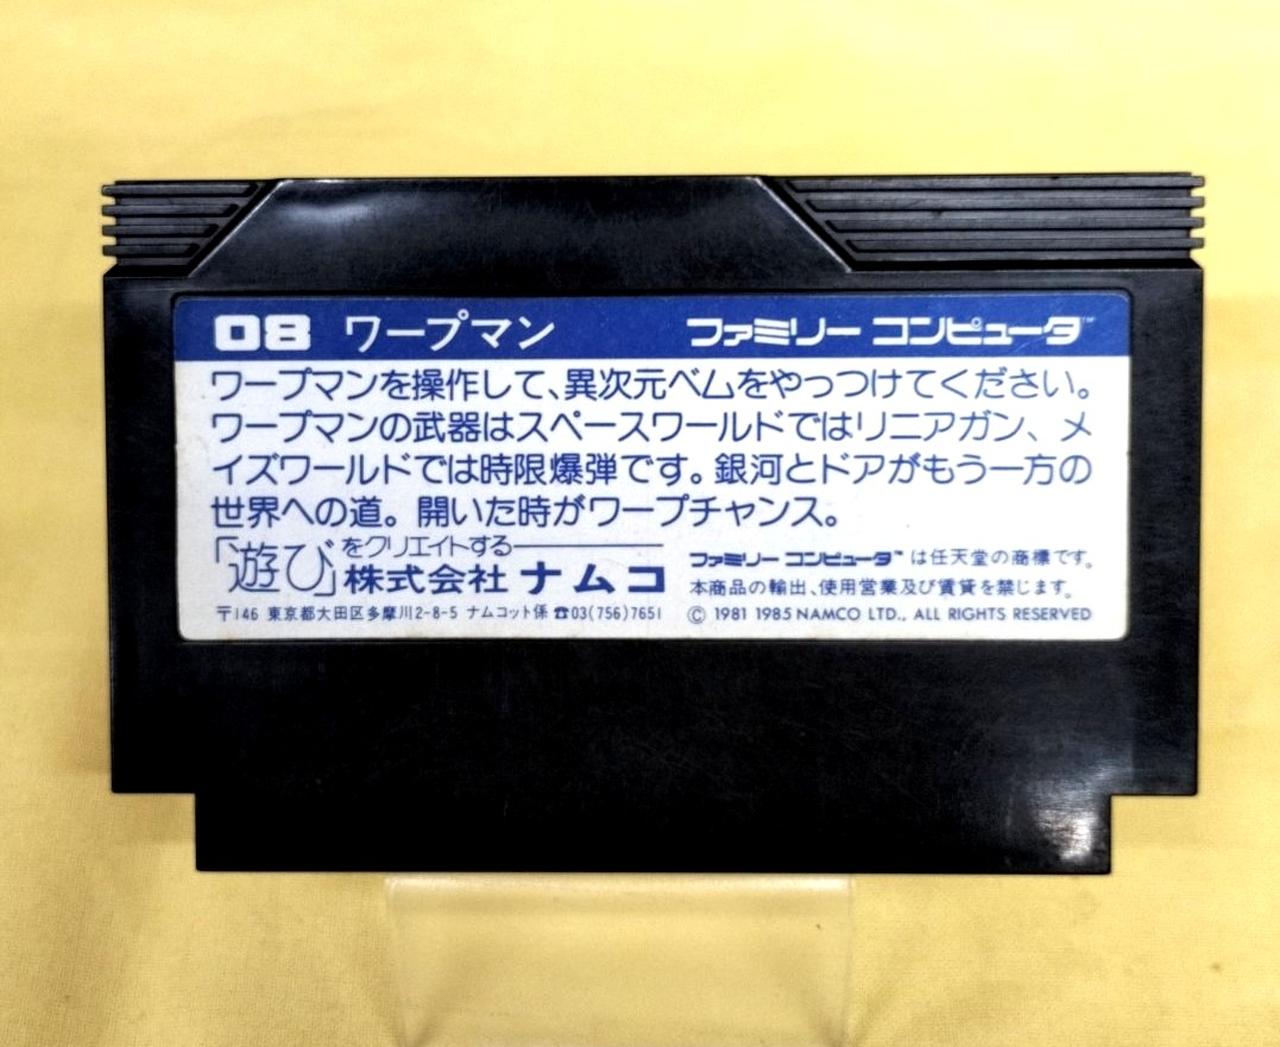 08 ワープマン ファミリー コンピュータ™
ワープマンを操作して、異次元ベムをやっつけてください。
ワープマンの武器はスペースワールドではリニアガン、メ
イズワールドでは時限爆弾です。銀河とドアがもう一方の
世界への道。開いた時がワープチャンス。
「遊び」をクリエイトする
株式会社 ナムコ
〒146 東京都大田区多摩川2-8-5 ナムコット係 ☎03(756)7651
ファミリー コンピュータ™ は任天堂の商標です。
本商品の輸出、使用営業及び賃貸を禁じます。
© 1981 1985 NAMCO LTD., ALL RIGHTS RESERVED